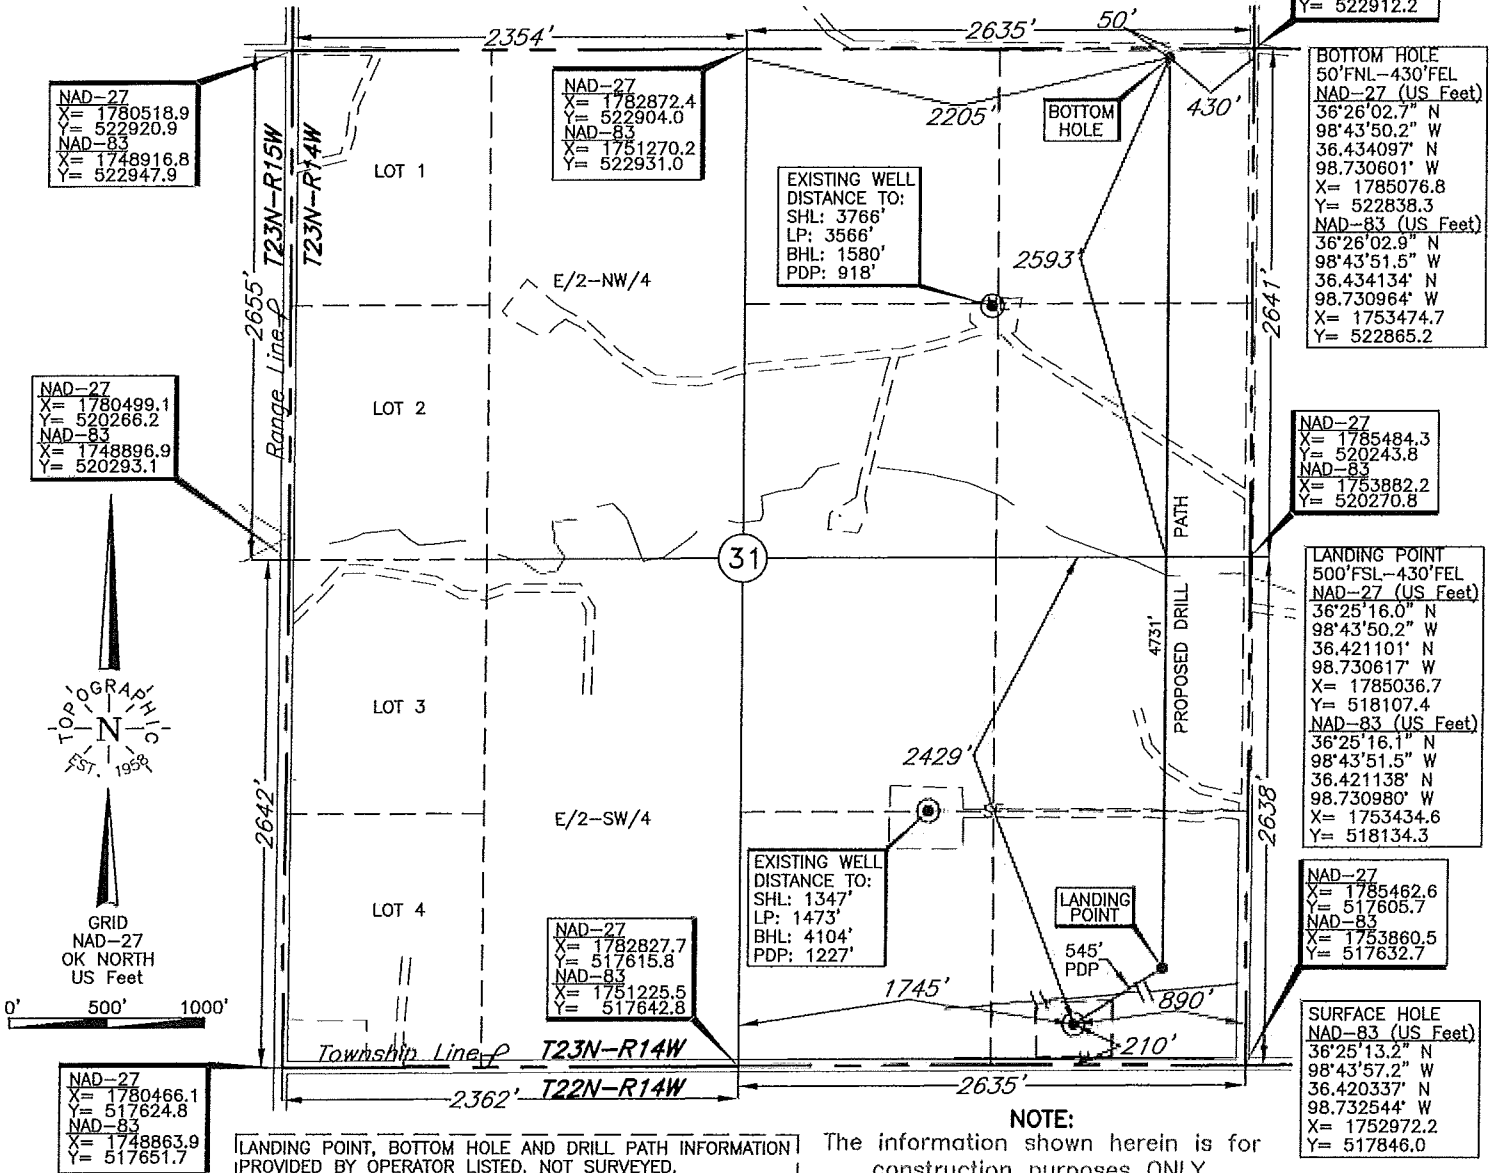 2354'
2635'
50'
Y= 522912.2
NAD-27
X= 1780518.9
Y= 522920.9
NAD-83
X= 1748916.8
Y= 522947.9
T23N-R15W
T23N-R14W
LOT 1
NAD-27
X= 1782872.4
Y= 522904.0
NAD-83
X= 1751270.2
Y= 522931.0
2205'
BOTTOM
HOLE
430'
BOTTOM HOLE
50'FNL-430'FEL
NAD-27 (US Feet)
36°26'02.7" N
98°43'50.2" W
36.434097° N
98.730601° W
X= 1785076.8
Y= 522838.3
NAD-83 (US Feet)
36°26'02.9" N
98°43'51.5" W
36.434134° N
98.730964° W
X= 1753474.7
Y= 522865.2
EXISTING WELL
DISTANCE TO:
SHL: 3766'
LP: 3566'
BHL: 1580'
PDP: 918'
2593'
E/2-NW/4
2655'
Range Line
2641'
NAD-27
X= 1780499.1
Y= 520266.2
NAD-83
X= 1748896.9
Y= 520293.1
LOT 2
NAD-27
X= 1785484.3
Y= 520243.8
NAD-83
X= 1753882.2
Y= 520270.8
31
4731'
PROPOSED DRILL PATH
LANDING POINT
500'FSL-430'FEL
NAD-27 (US Feet)
36°25'16.0" N
98°43'50.2" W
36.421101° N
98.730617° W
X= 1785036.7
Y= 518107.4
NAD-83 (US Feet)
36°25'16.1" N
98°43'51.5" W
36.421138° N
98.730980° W
X= 1753434.6
Y= 518134.3
TOPOGRAPHIC
N
EST. 1958
LOT 3
2429'
2642'
E/2-SW/4
2638'
EXISTING WELL
DISTANCE TO:
SHL: 1347'
LP: 1473'
BHL: 4104'
PDP: 1227'
LANDING
POINT
NAD-27
X= 1785462.6
Y= 517605.7
NAD-83
X= 1753860.5
Y= 517632.7
GRID
NAD-27
OK NORTH
US Feet
0' 500' 1000'
LOT 4
NAD-27
X= 1782827.7
Y= 517615.8
NAD-83
X= 1751225.5
Y= 517642.8
545'
PDP
1745'
890'
210'
SURFACE HOLE
NAD-83 (US Feet)
36°25'13.2" N
98°43'57.2" W
36.420337° N
98.732544° W
X= 1752972.2
Y= 517846.0
Township Line
T23N-R14W
T22N-R14W
2362'
2635'
NAD-27
X= 1780466.1
Y= 517624.8
NAD-83
X= 1748863.9
Y= 517651.7
LANDING POINT, BOTTOM HOLE AND DRILL PATH INFORMATION
PROVIDED BY OPERATOR LISTED, NOT SURVEYED.
NOTE:
The information shown herein is for
construction purposes ONLY